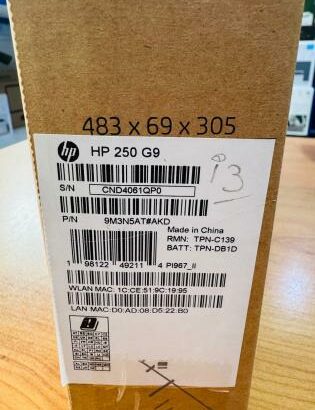 483 x 69 x 305
hp HP 250 G9
i3
S/N CND4061QP0
P/N 9M3N5AT#AKD
Made in China
RMN: TPN-C139
BATT: TPN-DB1D
1 98122 49211 4 PI967_II
WLAN MAC: 1C:CE:51:9C:19:95
LAN MAC: D0:AD:08:D5:22:B0